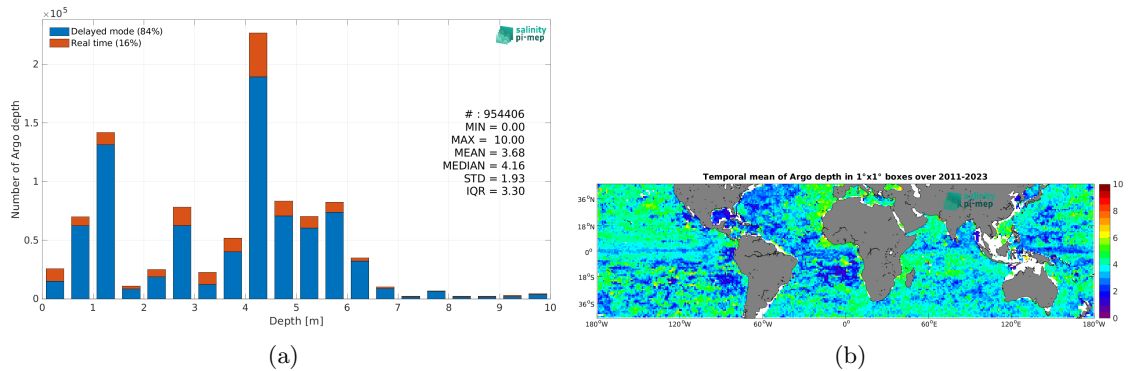 ×10⁵
Delayed mode (84%)
Real time (16%)
salinity
pi-mep
Number of Argo depth
2
1.5
1
0.5
0
# : 954406
MIN = 0.00
MAX = 10.00
MEAN = 3.68
MEDIAN = 4.16
STD = 1.93
IQR = 3.30
0 1 2 3 4 5 6 7 8 9 10
Depth [m]
(a)
Temporal mean of Argo depth in 1°x1° boxes over 2011-2023
salinity
pi-mep
36°N
18°N
0°
18°S
36°S
180°W 120°W 60°W 0° 60°E 120°E 180°W
10
8
6
4
2
0
(b)